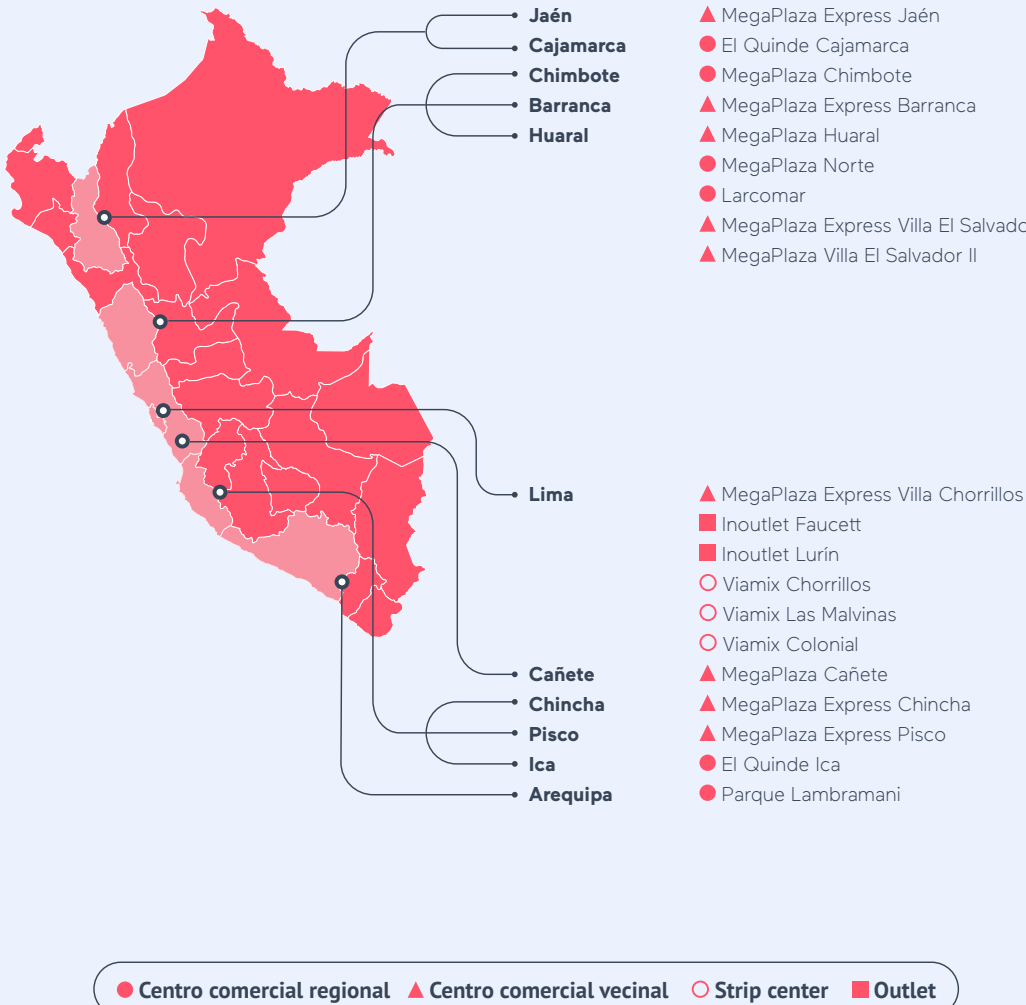 Jaén MegaPlaza Express Jaén
Cajamarca El Quinde Cajamarca
Chimbote MegaPlaza Chimbote
Barranca MegaPlaza Express Barranca
Huaral MegaPlaza Huaral
MegaPlaza Norte
Larcomar
MegaPlaza Express Villa El Salvado
MegaPlaza Villa El Salvador II
Lima MegaPlaza Express Villa Chorrillos
Inoutlet Faucett
Inoutlet Lurín
Viamix Chorrillos
Viamix Las Malvinas
Viamix Colonial
Cañete MegaPlaza Cañete
Chincha MegaPlaza Express Chincha
Pisco MegaPlaza Express Pisco
Ica El Quinde Ica
Arequipa Parque Lambramani
Centro comercial regional Centro comercial vecinal Strip center Outlet